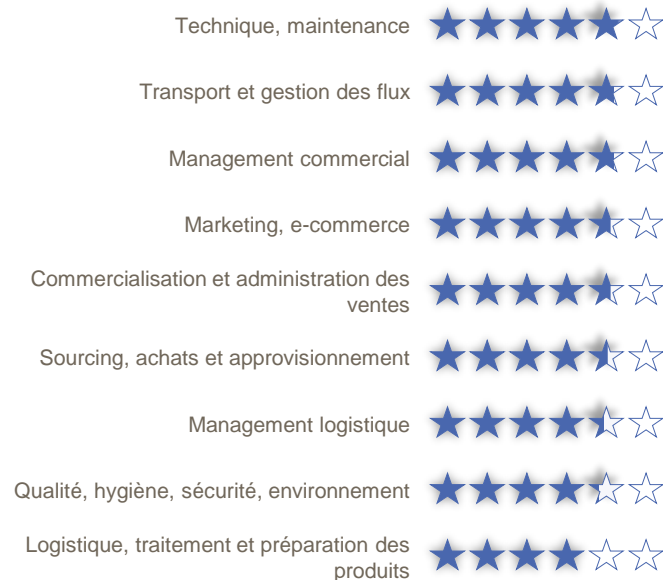 Technique, maintenance
Transport et gestion des flux
Management commercial
Marketing, e-commerce
Commercialisation et administration des
ventes
Sourcing, achats et approvisionnement
Management logistique
Qualité, hygiène, sécurité, environnement
Logistique, traitement et préparation des
produits